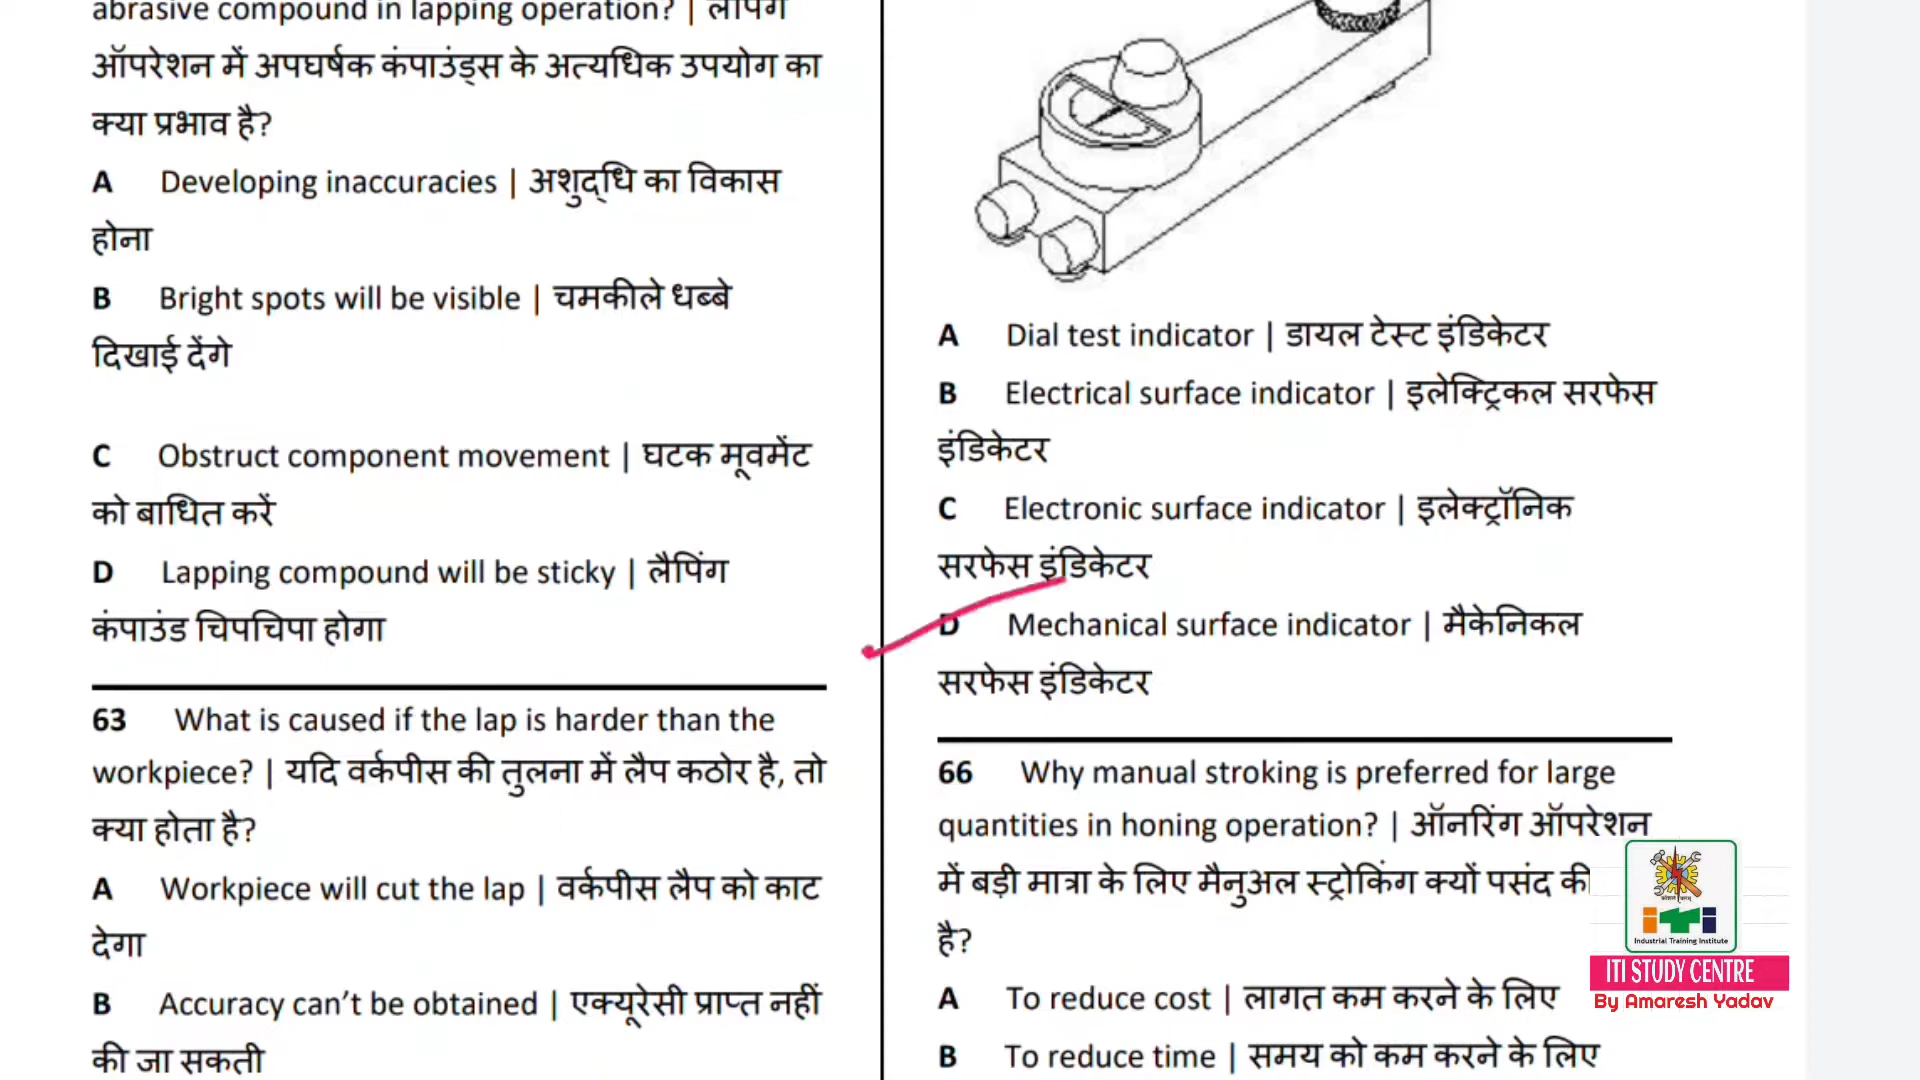 abrasive compound in lapping operation? | लैपिंग
ऑपरेशन में अपघर्षक कंपाउंड्स के अत्यधिक उपयोग का
क्या प्रभाव है?
A Developing inaccuracies | अशुद्धि का विकास
होना
B Bright spots will be visible | चमकीले धब्बे
दिखाई देंगे
C Obstruct component movement | घटक मूवमेंट
को बाधित करें
D Lapping compound will be sticky | लैपिंग
कंपाउंड चिपचिपा होगा
63 What is caused if the lap is harder than the
workpiece? | यदि वर्कपीस की तुलना में लैप कठोर है, तो
क्या होता है?
A Workpiece will cut the lap | वर्कपीस लैप को काट
देगा
B Accuracy can’t be obtained | एक्यूरेसी प्राप्त नहीं
की जा सकती
A Dial test indicator | डायल टेस्ट इंडिकेटर
B Electrical surface indicator | इलेक्ट्रिकल सरफेस
इंडिकेटर
C Electronic surface indicator | इलेक्ट्रॉनिक
सरफेस इंडिकेटर
D Mechanical surface indicator | मैकेनिकल
सरफेस इंडिकेटर
66 Why manual stroking is preferred for large
quantities in honing operation? | ऑनरिंग ऑपरेशन
में बड़ी मात्रा के लिए मैनुअल स्ट्रोकिंग क्यों पसंद की
है?
A To reduce cost | लागत कम करने के लिए
B To reduce time | समय को कम करने के लिए
iTi
Industrial Training Institute
ITI STUDY CENTRE
By Amaresh Yadav